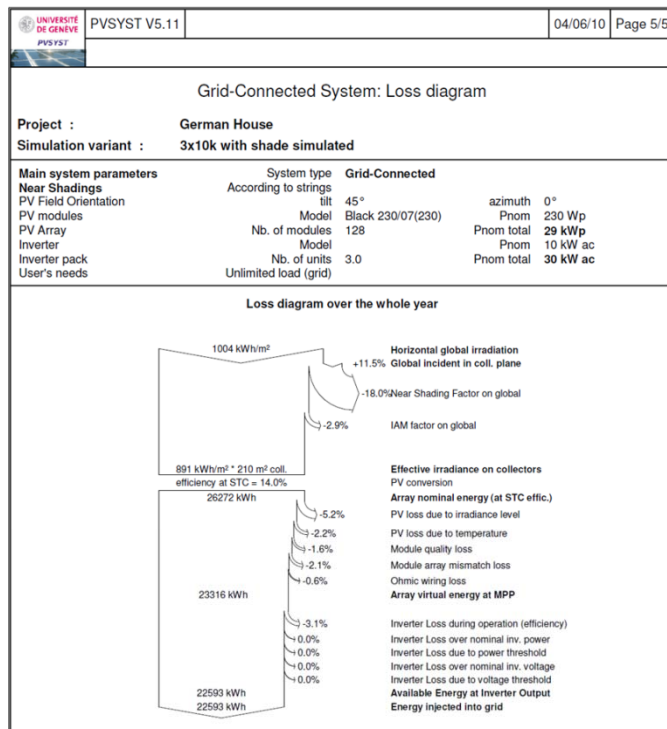 UNIVERSITÉ
DE GENÈVE
PVSYST
PVSYST V5.11
04/06/10
Page 5/5
Grid-Connected System: Loss diagram
Project : German House
Simulation variant : 3x10k with shade simulated
Main system parameters System type Grid-Connected
Near Shadings According to strings
PV Field Orientation tilt 45° azimuth 0°
PV modules Model Black 230/07(230) Pnom 230 Wp
PV Array Nb. of modules 128 Pnom total 29 kWp
Inverter Model Pnom 10 kW ac
Inverter pack Nb. of units 3.0 Pnom total 30 kW ac
User's needs Unlimited load (grid)
Loss diagram over the whole year
1004 kWh/m² Horizontal global irradiation
+11.5% Global incident in coll. plane
-18.0% Near Shading Factor on global
-2.9% IAM factor on global
891 kWh/m² * 210 m² coll. Effective irradiance on collectors
efficiency at STC = 14.0% PV conversion
26272 kWh Array nominal energy (at STC effic.)
-5.2% PV loss due to irradiance level
-2.2% PV loss due to temperature
-1.6% Module quality loss
-2.1% Module array mismatch loss
-0.6% Ohmic wiring loss
23316 kWh Array virtual energy at MPP
-3.1% Inverter Loss during operation (efficiency)
0.0% Inverter Loss over nominal inv. power
0.0% Inverter Loss due to power threshold
0.0% Inverter Loss over nominal inv. voltage
0.0% Inverter Loss due to voltage threshold
22593 kWh Available Energy at Inverter Output
22593 kWh Energy injected into grid